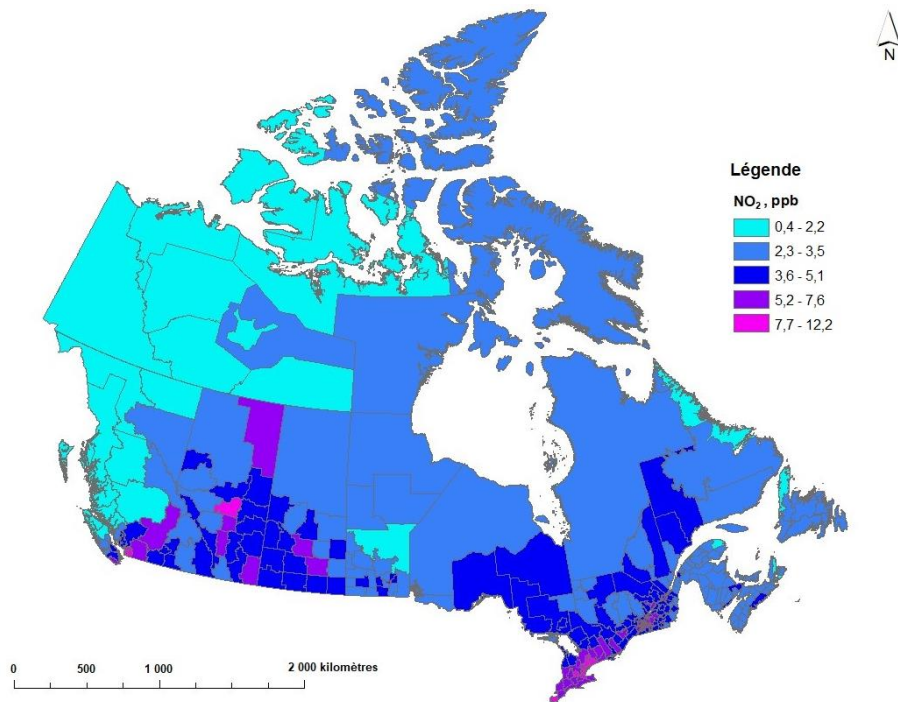 N
Légende
NO₂, ppb
0,4 - 2,2
2,3 - 3,5
3,6 - 5,1
5,2 - 7,6
7,7 - 12,2
0 500 1 000 2 000 kilomètres